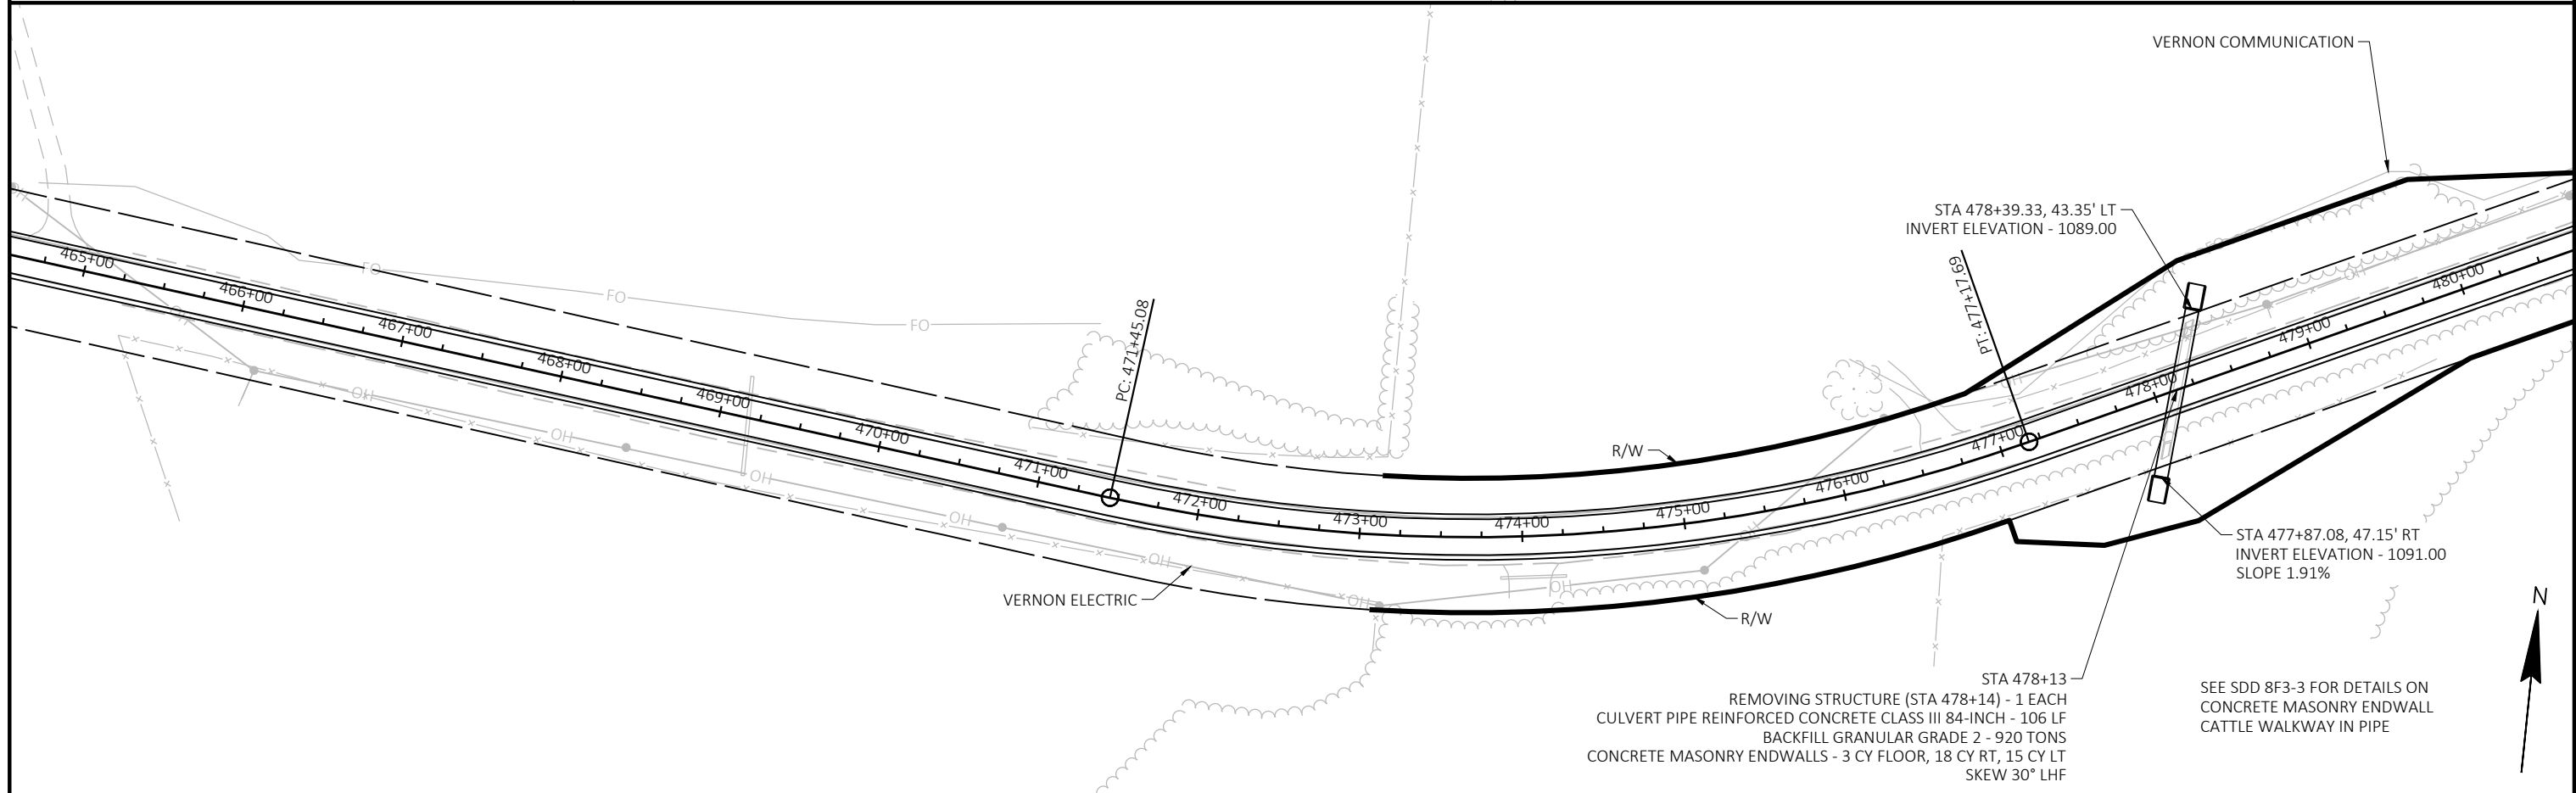 VERNON COMMUNICATION
STA 478+39.33, 43.35' LT
INVERT ELEVATION - 1089.00
PT: 477+17.69
PC: 471+45.08
465+00
466+00
467+00
468+00
469+00
470+00
471+00
472+00
473+00
474+00
475+00
476+00
477+00
478+00
479+00
480+00
FO
FO
FO
FO
OH
OH
OH
OH
OH
OH
OH
OH
OH
OH
OH
OH
R/W
R/W
VERNON ELECTRIC
STA 477+87.08, 47.15' RT
INVERT ELEVATION - 1091.00
SLOPE 1.91%
STA 478+13
REMOVING STRUCTURE (STA 478+14) - 1 EACH
CULVERT PIPE REINFORCED CONCRETE CLASS III 84-INCH - 106 LF
BACKFILL GRANULAR GRADE 2 - 920 TONS
CONCRETE MASONRY ENDWALLS - 3 CY FLOOR, 18 CY RT, 15 CY LT
SKEW 30° LHF
SEE SDD 8F3-3 FOR DETAILS ON
CONCRETE MASONRY ENDWALL
CATTLE WALKWAY IN PIPE
N